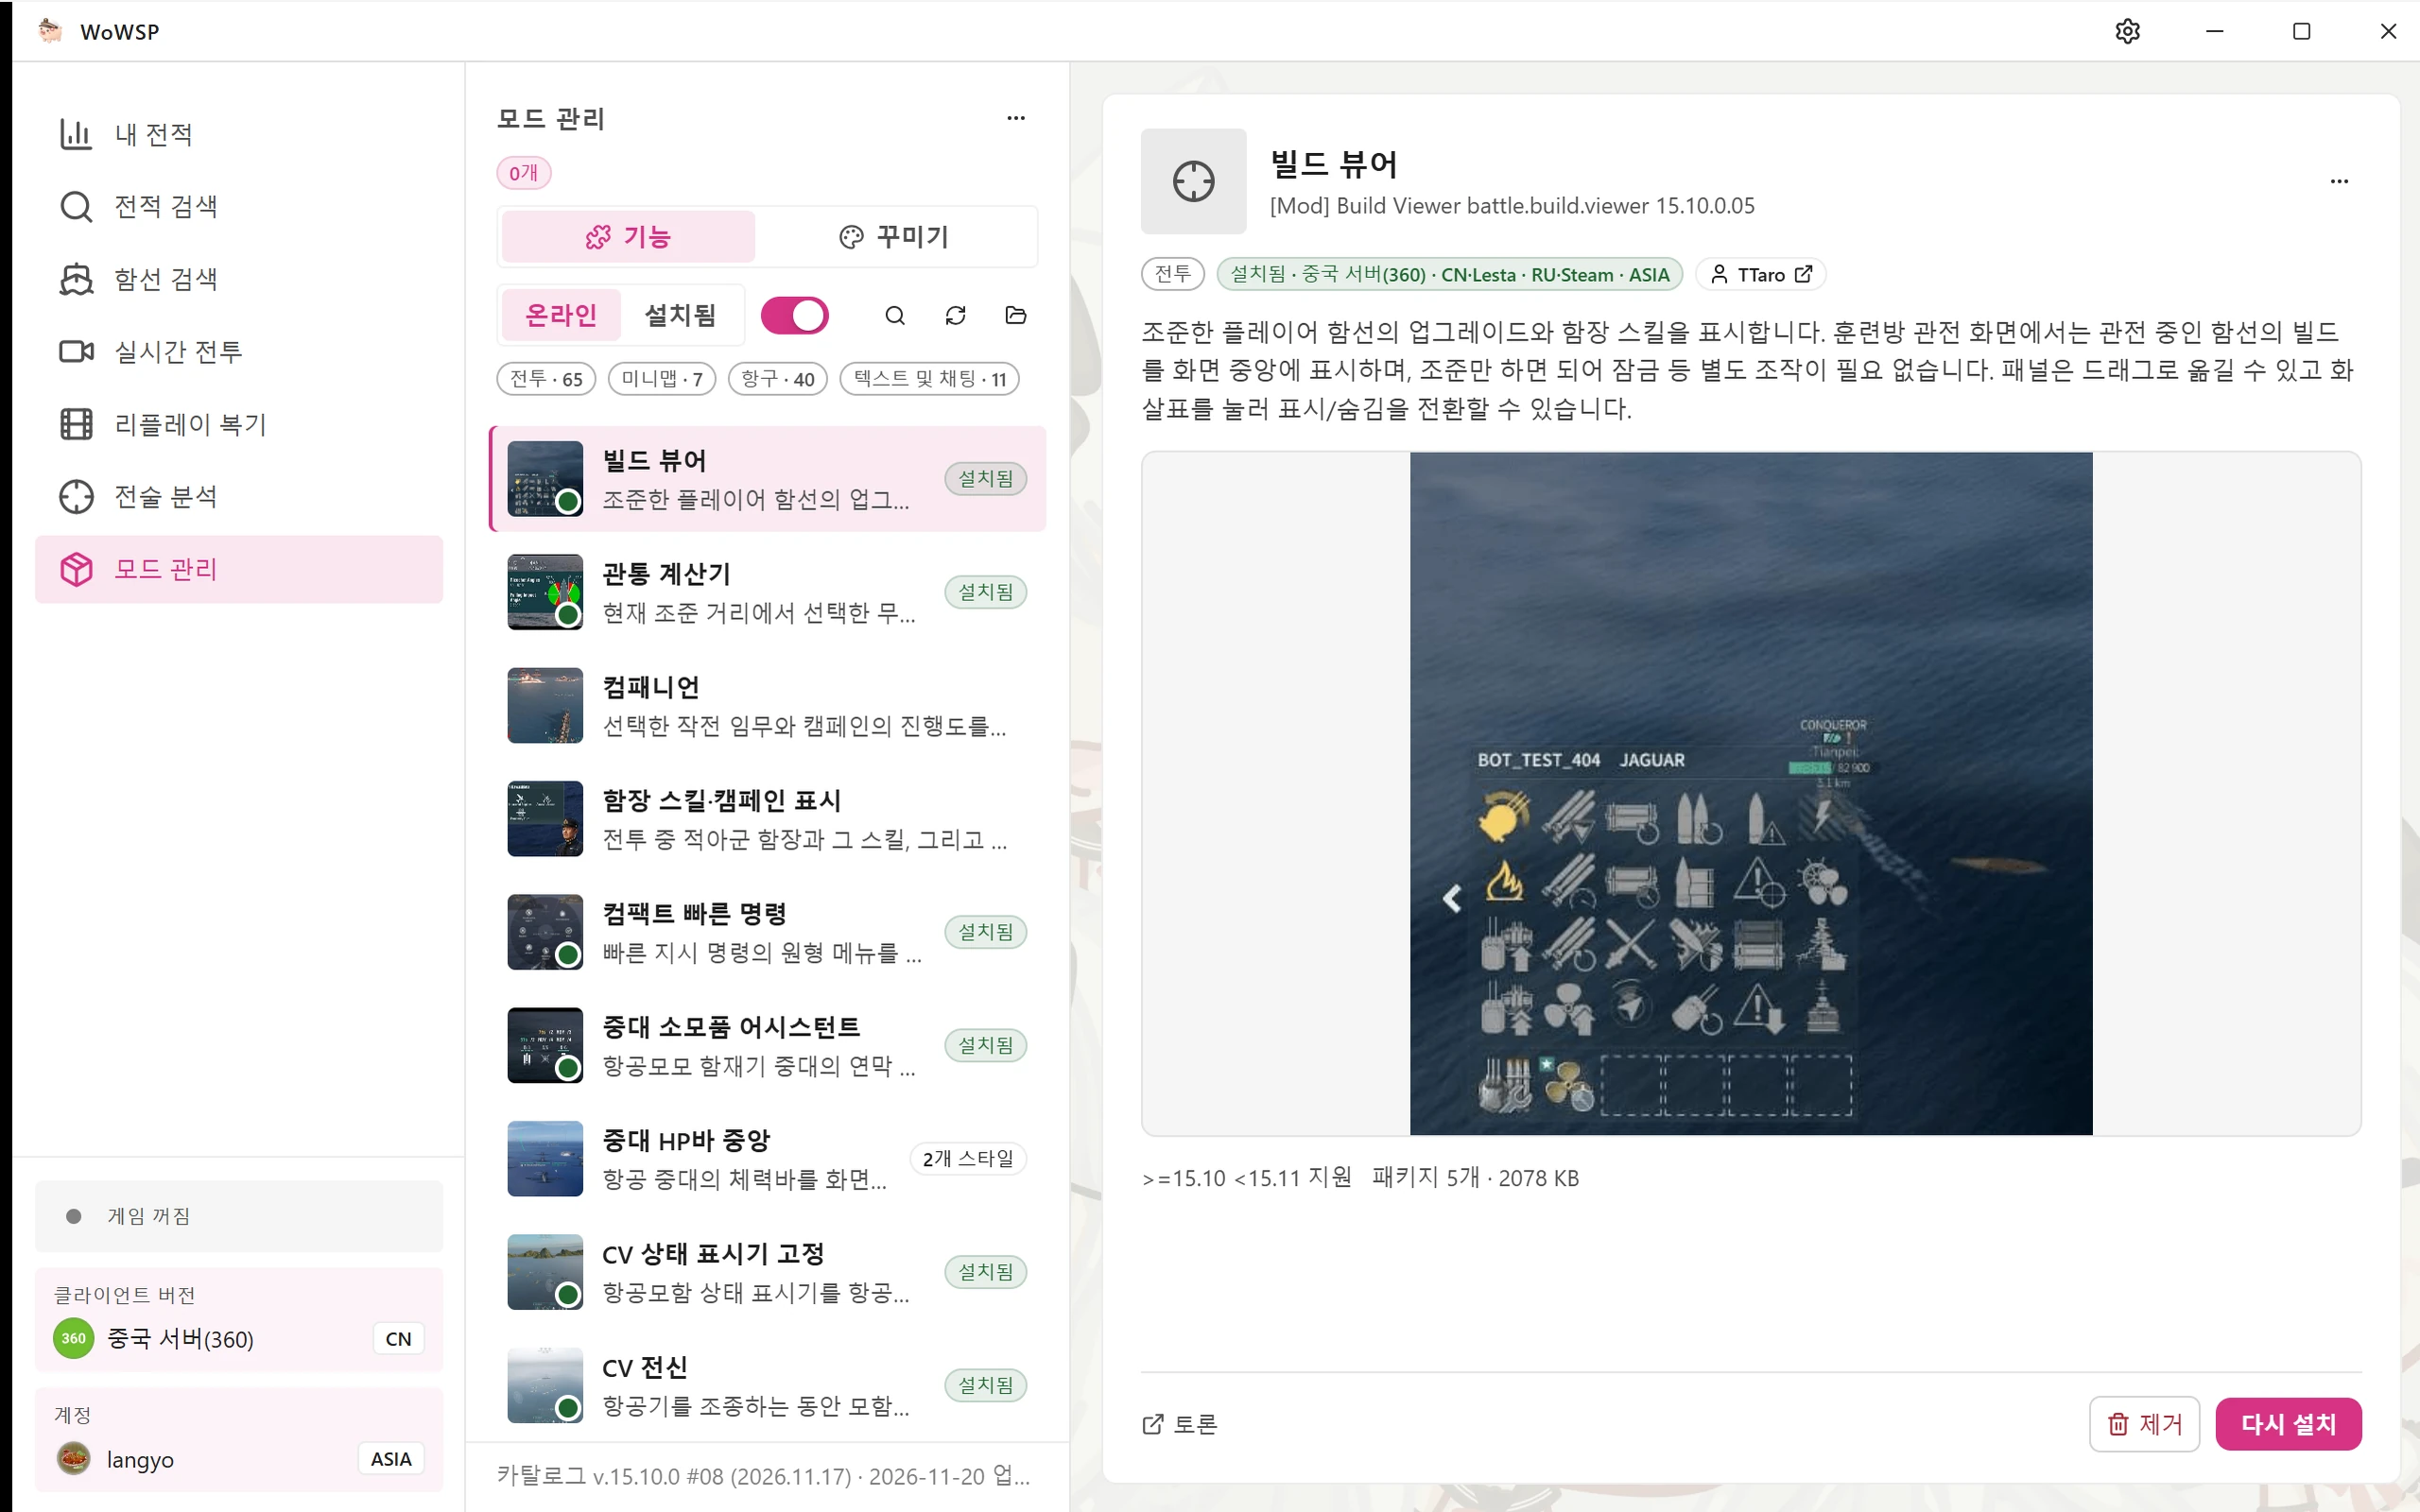 WoWSP
내 전적
전적 검색
함선 검색
실시간 전투
리플레이 복기
전술 분석
모드 관리
게임 꺼짐
클라이언트 버전
360 중국 서버(360) CN
계정
langyo ASIA
모드 관리
0개
기능 꾸미기
온라인 설치됨
전투 · 65 미니맵 · 7 항구 · 40 텍스트 및 채팅 · 11
빌드 뷰어
조준한 플레이어 함선의 업그...
설치됨
관통 계산기
현재 조준 거리에서 선택한 무...
설치됨
컴패니언
선택한 작전 임무와 캠페인의 진행도를...
함장 스킬·캠페인 표시
전투 중 적아군 함장과 그 스킬, 그리고 ...
컴팩트 빠른 명령
빠른 지시 명령의 원형 메뉴를 ...
설치됨
중대 소모품 어시스턴트
항공모모 함재기 중대의 연막 ...
설치됨
중대 HP바 중앙
항공 중대의 체력바를 화면...
2개 스타일
CV 상태 표시기 고정
항공모함 상태 표시기를 항공...
설치됨
CV 전신
항공기를 조종하는 동안 모함...
설치됨
카탈로그 v.15.10.0 #08 (2026.11.17) · 2026-11-20 업...
빌드 뷰어
[Mod] Build Viewer battle.build.viewer 15.10.0.05
전투 설치됨 · 중국 서버(360) · CN·Lesta · RU·Steam · ASIA TTaro
조준한 플레이어 함선의 업그레이드와 함장 스킬을 표시합니다. 훈련방 관전 화면에서는 관전 중인 함선의 빌드
를 화면 중앙에 표시하며, 조준만 하면 되어 잠금 등 별도 조작이 필요 없습니다. 패널은 드래그로 옮길 수 있고 화
살표를 눌러 표시/숨김을 전환할 수 있습니다.
CONQUEROR
Tianpei
82 900
3.1 km
BOT_TEST_404 JAGUAR
>=15.10 <15.11 지원 패키지 5개 · 2078 KB
토론
제거
다시 설치